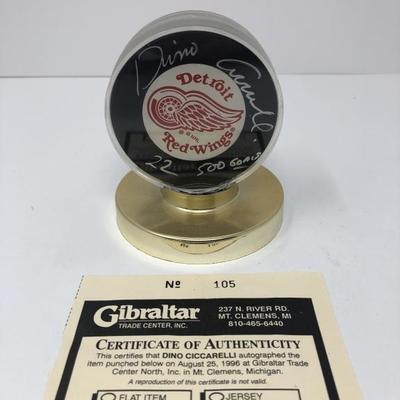 Dino
Detroit
Red Wings
22 500 GOALS
No 105
Gibraltar
TRADE CENTER, INC.
237 N. RIVER RD.
MT. CLEMENS, MI
810-465-6440
CERTIFICATE OF AUTHENTICITY
This certifies that DINO CICCARELLI autographed the
item punched below on August 25, 1996 at Gibraltar Trade
Center North, Inc. in Mt. Clemens, Michigan.
A reproduction of this certificate is not valid.
FLAT ITEM JERSEY